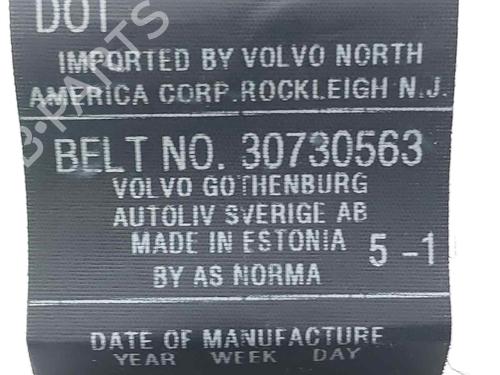 DOT
IMPORTED BY VOLVO NORTH
AMERICA CORP. ROCKLEIGH N.J.
BELT NO. 30730563
VOLVO GOTHENBURG
AUTOLIV SVERIGE AB
MADE IN ESTONIA 5-1
BY AS NORMA
DATE OF MANUFACTURE
YEAR WEEK DAY